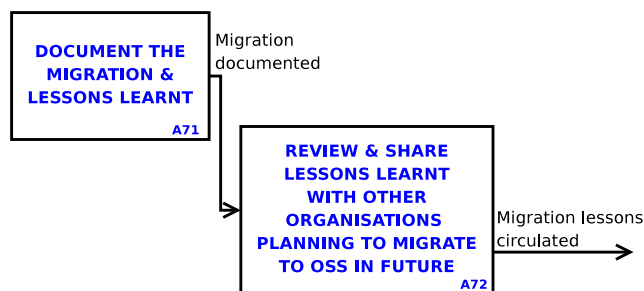 DOCUMENT THE
MIGRATION &
LESSONS LEARNT
A71
Migration
documented
REVIEW & SHARE
LESSONS LEARNT
WITH OTHER
ORGANISATIONS
PLANNING TO MIGRATE
TO OSS IN FUTURE
A72
Migration lessons
circulated